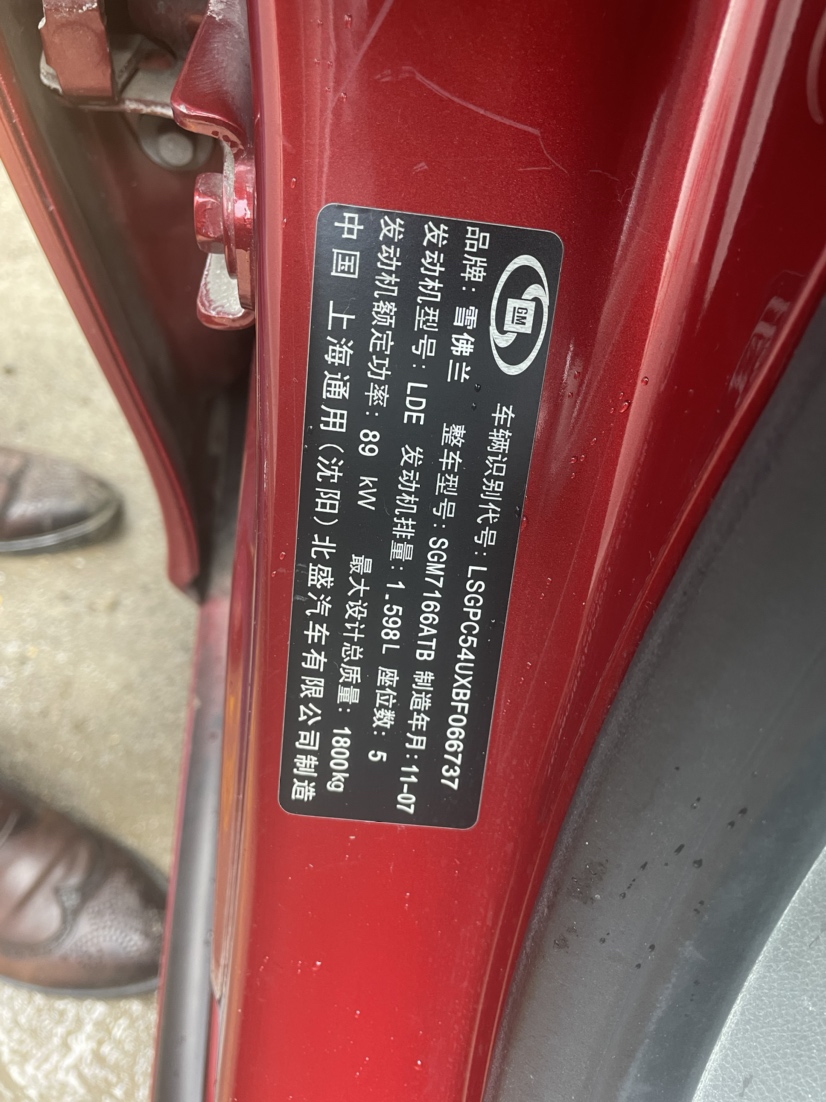 GM 车辆识别代号: LSGPC54UXBF066737
品牌: 雪佛兰 整车型号: SGM7166ATB 制造年月: 11-07
发动机型号: LDE 发动机排量: 1.598L 座位数: 5
发动机额定功率: 89 kW 最大设计总质量: 1800kg
中国 上海通用(沈阳)北盛汽车有限公司制造